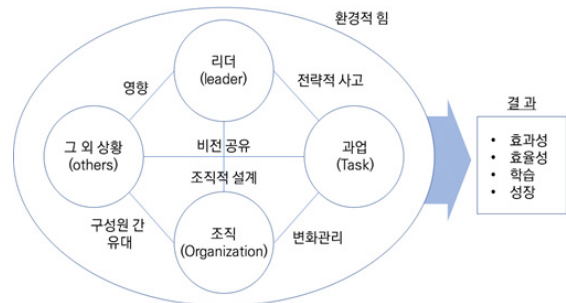 환경적 힘
리더
(leader)
영향
전략적 사고
결 과
그 외 상황
(others)
비전 공유
과업
(Task)
• 효과성
• 효율성
• 학습
• 성장
조직적 설계
구성원 간
유대
조직
(Organization)
변화관리